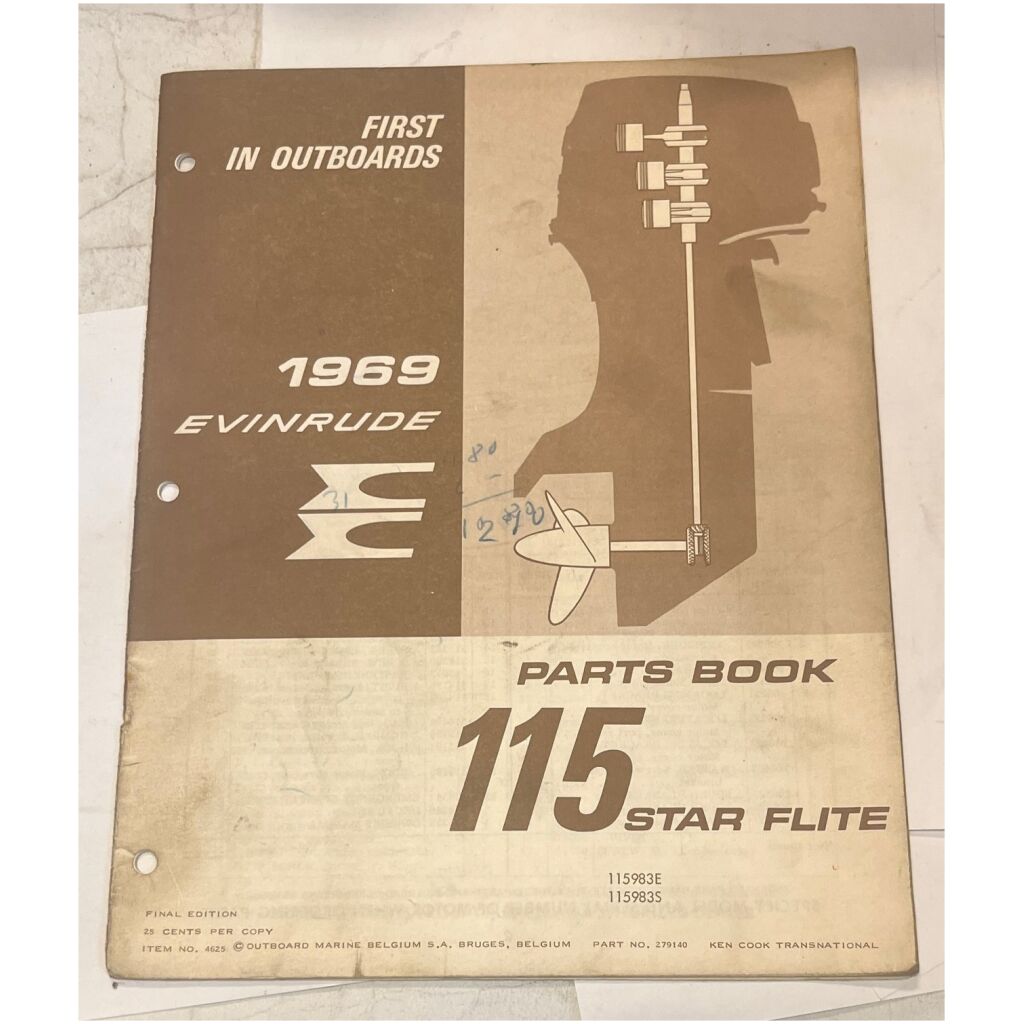 FIRST
IN OUTBOARDS
1969
EVINRUDE
31
80
PARTS BOOK
115 STAR FLITE
115983E
115983S
FINAL EDITION
25 CENTS PER COPY
ITEM NO. 4625 © OUTBOARD MARINE BELGIUM S.A. BRUGES, BELGIUM PART NO. 279140 KEN COOK TRANSNATIONAL